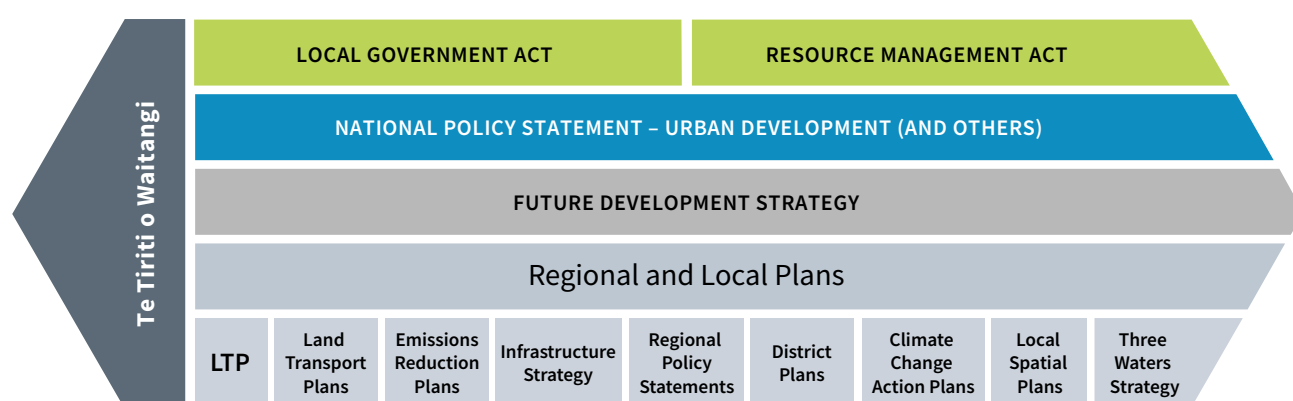 Te Tiriti o Waitangi
LOCAL GOVERNMENT ACT
RESOURCE MANAGEMENT ACT
NATIONAL POLICY STATEMENT – URBAN DEVELOPMENT (AND OTHERS)
FUTURE DEVELOPMENT STRATEGY
Regional and Local Plans
LTP
Land
Transport
Plans
Emissions
Reduction
Plans
Infrastructure
Strategy
Regional
Policy
Statements
District
Plans
Climate
Change
Action Plans
Local
Spatial
Plans
Three
Waters
Strategy